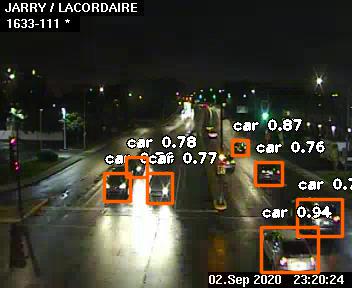 JARRY / LACORDAIRE
1633-111 *
car 0.87
car 0.78
car 0.76
car 0.77
car 0.94
02.Sep 2020 23:20:24